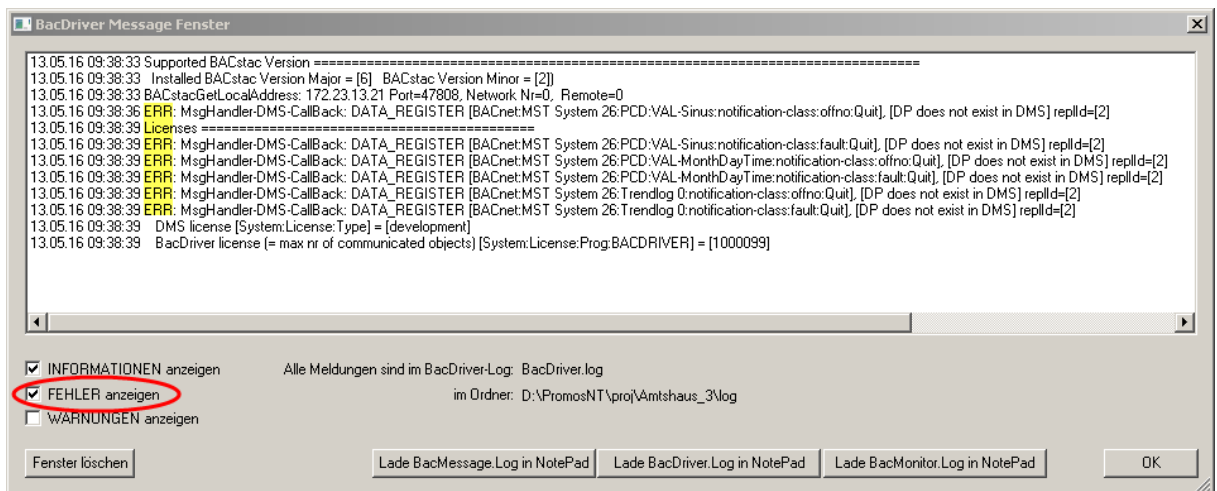 BacDriver Message Fenster
13.05.16 09:38:33 Supported BACstac Version ================================================================================
13.05.16 09:38:33 Installed BACstac Version Major = [6] BACstac Version Minor = [2]]
13.05.16 09:38:33 BACstacGetLocalAddress: 172.23.13.21 Port=47808, Network Nr=0, Remote=0
13.05.16 09:38:36 ERR: MsgHandler-DMS-CallBack: DATA_REGISTER [BACnet:MST System 26:PCD:VAL-Sinus:notification-class:offno:Quit], [DP does not exist in DMS] replId=[2]
13.05.16 09:38:39 Licenses ============================================
13.05.16 09:38:39 ERR: MsgHandler-DMS-CallBack: DATA_REGISTER [BACnet:MST System 26:PCD:VAL-Sinus:notification-class:fault:Quit], [DP does not exist in DMS] replId=[2]
13.05.16 09:38:39 ERR: MsgHandler-DMS-CallBack: DATA_REGISTER [BACnet:MST System 26:PCD:VAL-MonthDayTime:notification-class:offno:Quit], [DP does not exist in DMS] replId=[2]
13.05.16 09:38:39 ERR: MsgHandler-DMS-CallBack: DATA_REGISTER [BACnet:MST System 26:PCD:VAL-MonthDayTime:notification-class:fault:Quit], [DP does not exist in DMS] replId=[2]
13.05.16 09:38:39 ERR: MsgHandler-DMS-CallBack: DATA_REGISTER [BACnet:MST System 26:Trendlog 0:notification-class:offno:Quit], [DP does not exist in DMS] replId=[2]
13.05.16 09:38:39 ERR: MsgHandler-DMS-CallBack: DATA_REGISTER [BACnet:MST System 26:Trendlog 0:notification-class:fault:Quit], [DP does not exist in DMS] replId=[2]
13.05.16 09:38:39 DMS license [System:License:Type] = [development]
13.05.16 09:38:39 BacDriver license (= max nr of communicated objects) [System:License:Prog:BACDRIVER] = [1000099]
INFORMATIONEN anzeigen Alle Meldungen sind im BacDriver-Log: BacDriver.log
FEHLER anzeigen im Ordner: D:\PromosNT\proj\Amtshaus_3\log
WARNUNGEN anzeigen
Fenster löschen Lade BacMessage.Log in NotePad Lade BacDriver.Log in NotePad Lade BacMonitor.Log in NotePad OK